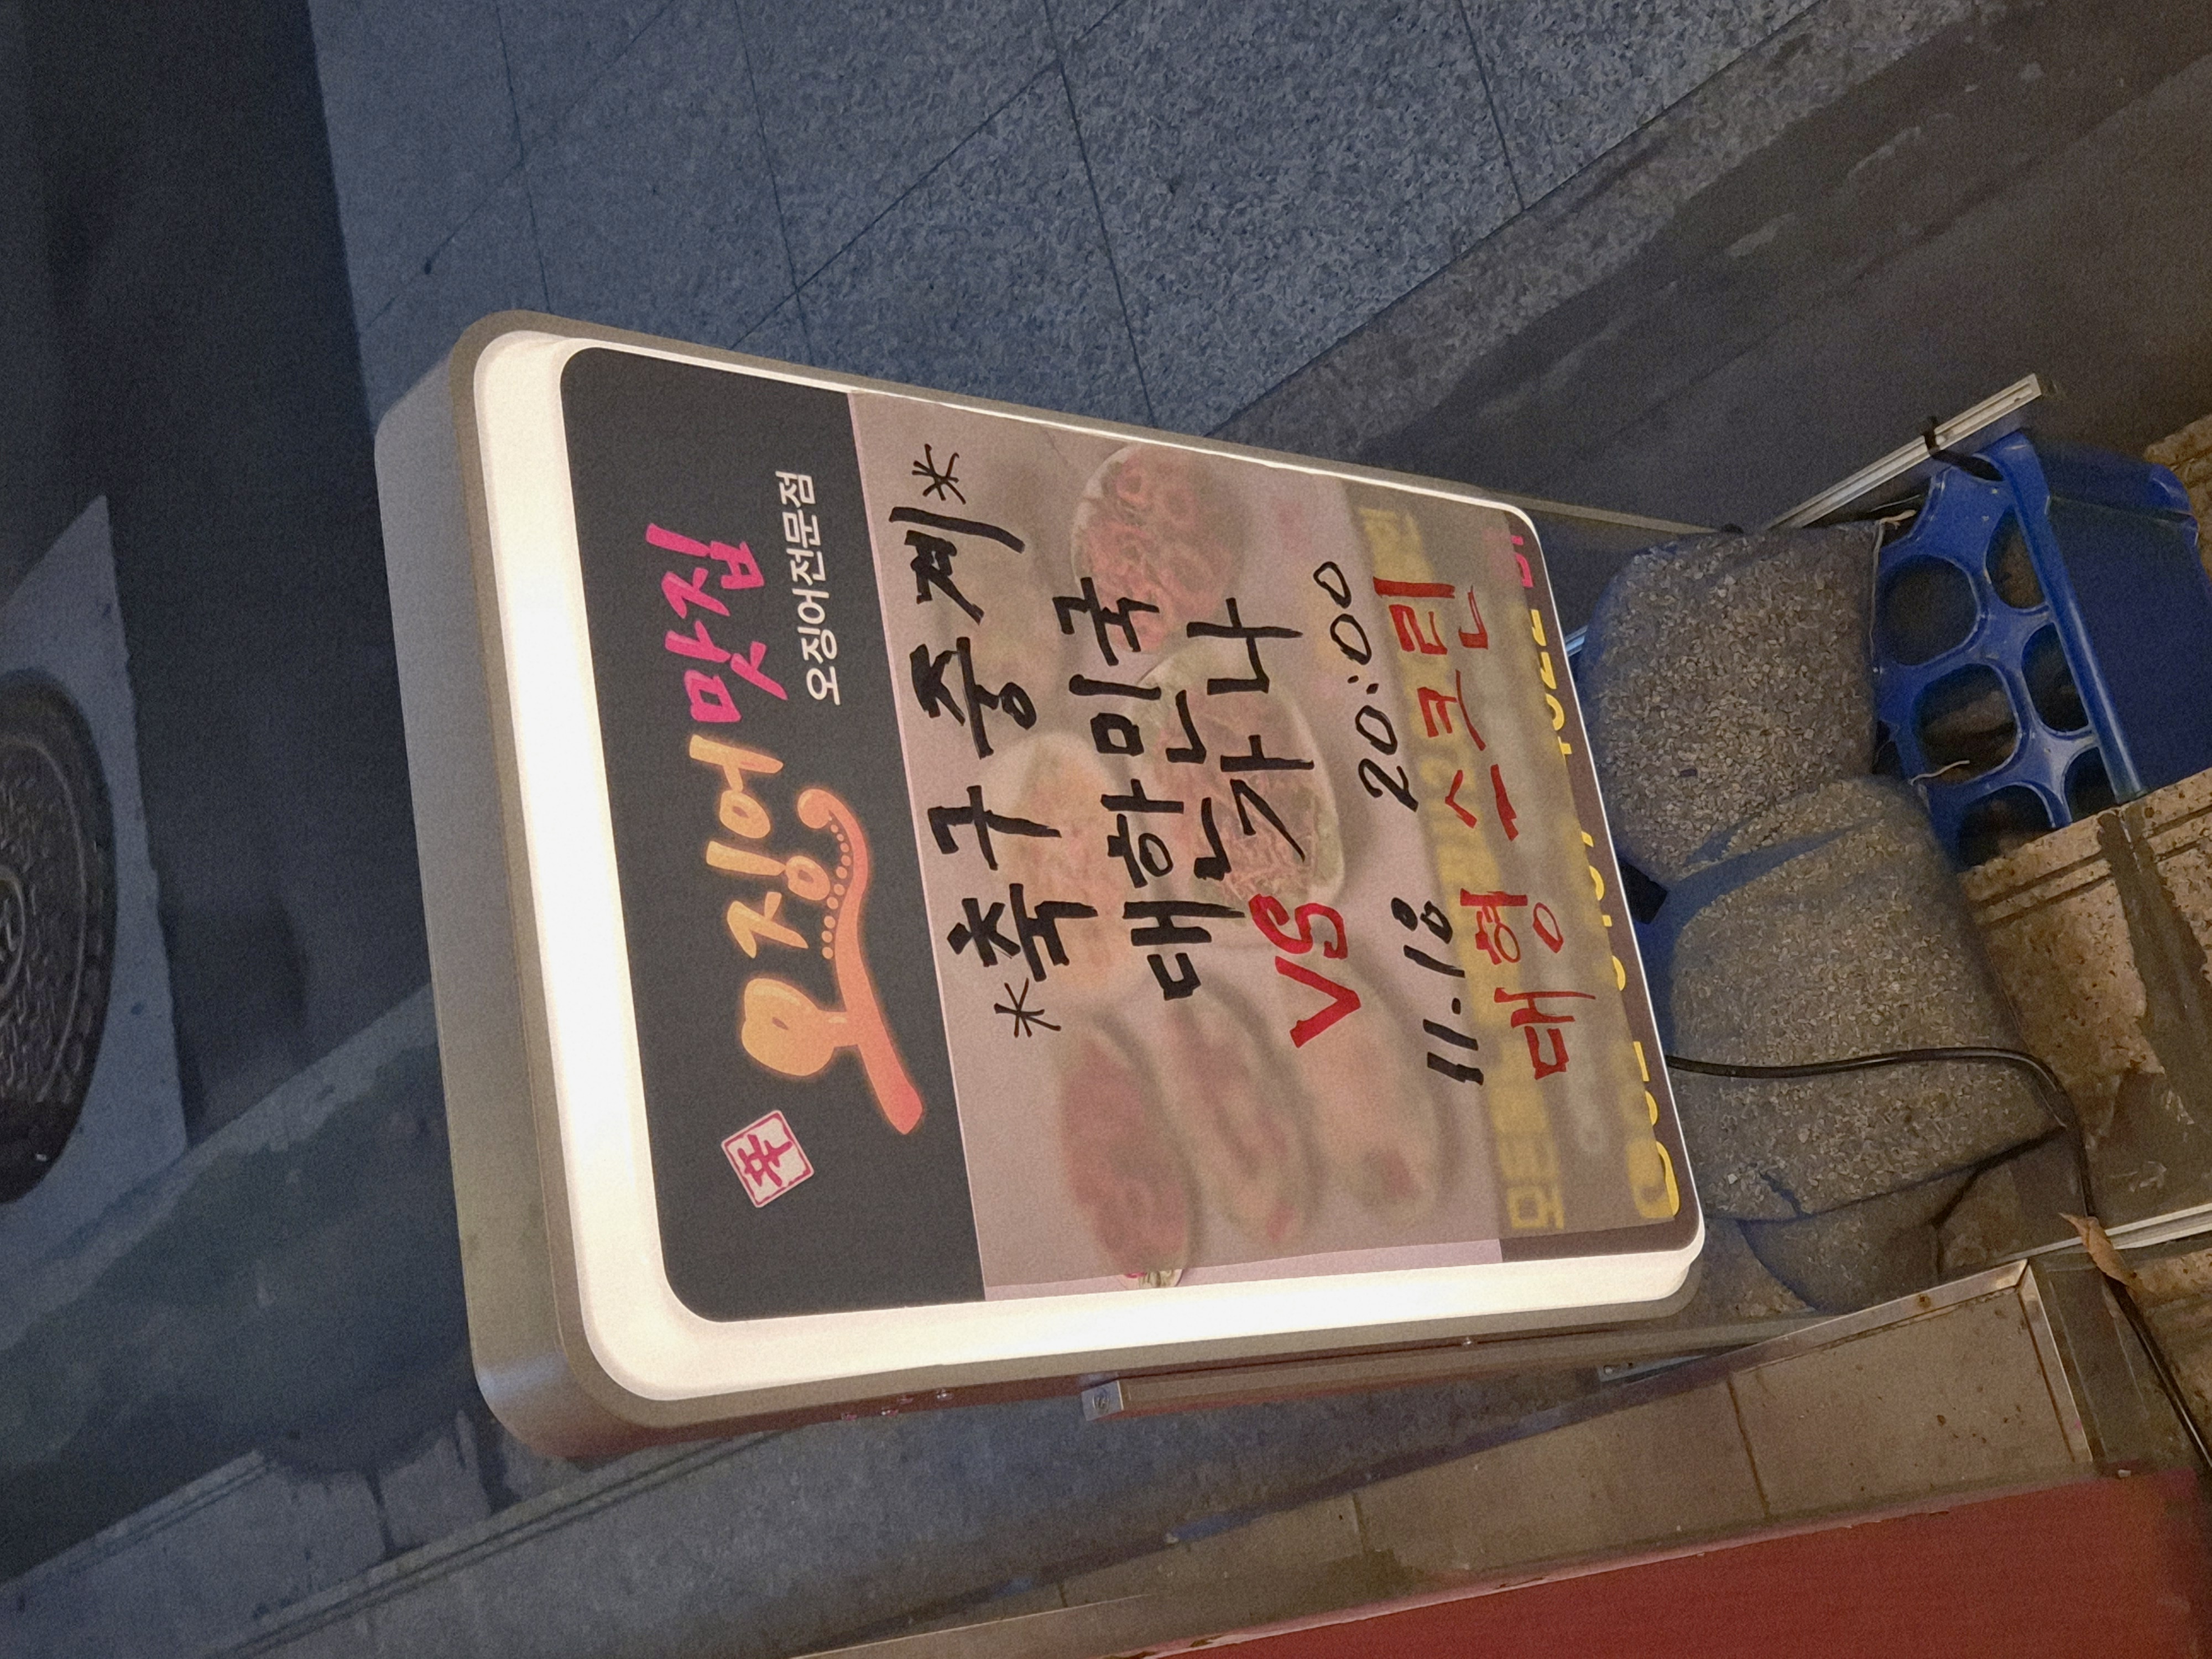 辛 오징어 맛집
오징어전문점
*축구 중계*
대한민국
VS 가나
11.18 20:00
대형 스크린